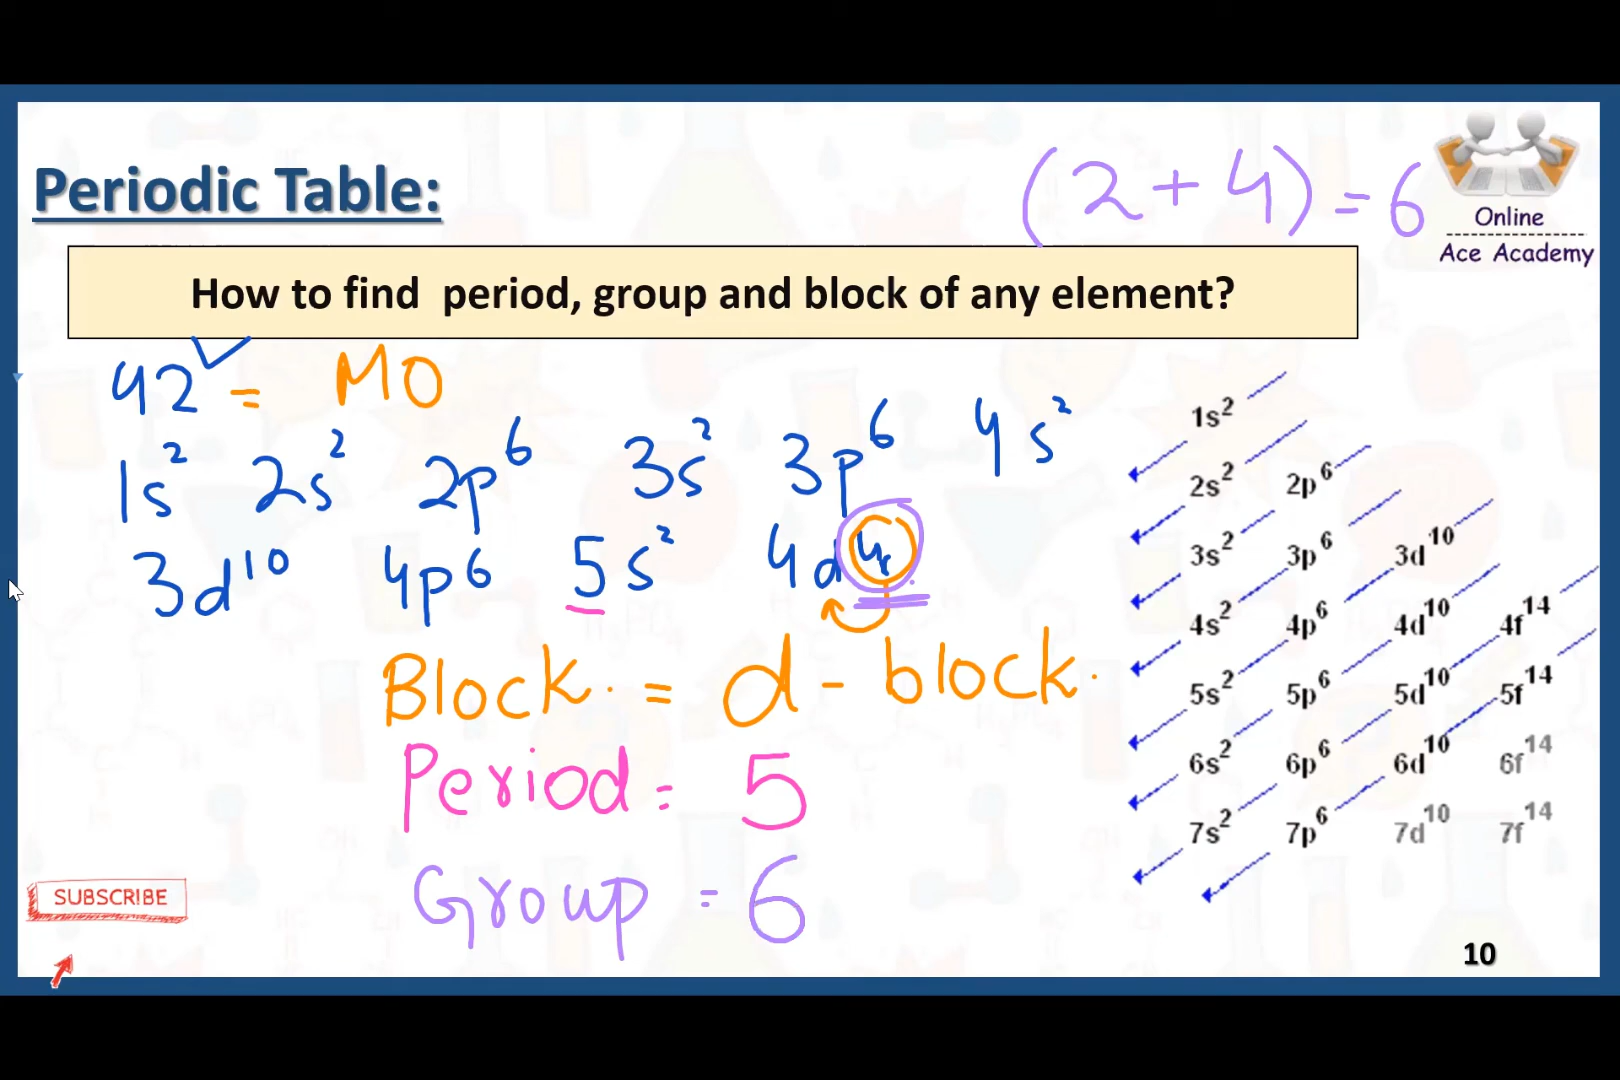 (2 + 4) = 6
Periodic Table:
Online
Ace Academy
How to find period, group and block of any element?
42 = MO
1s² 2s² 2p⁶ 3s² 3p⁶ 4s²
3d¹⁰ 4p⁶ 5s² 4d⁴
Block. = d - block.
Period = 5
Group = 6
1s²
2s² 2p⁶
3s² 3p⁶ 3d¹⁰
4s² 4p⁶ 4d¹⁰ 4f¹⁴
5s² 5p⁶ 5d¹⁰ 5f¹⁴
6s² 6p⁶ 6d¹⁰ 6f¹⁴
7s² 7p⁶ 7d¹⁰ 7f¹⁴
SUBSCRIBE
10